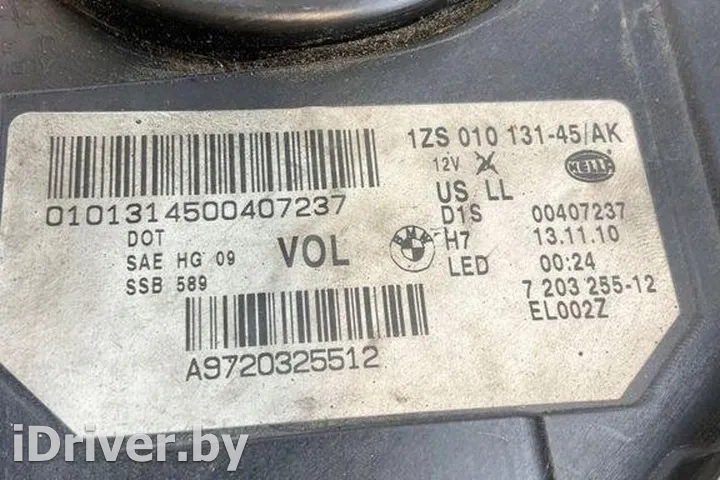 1ZS 010 131-45/AK
12V
HELLA
0101314500407237
US LL
DOT
SAE HG 09
SSB 589
VOL
BMW
D1S 00407237
H7 13.11.10
LED 00:24
7 203 255-12
EL002Z
A9720325512
iDriver.by